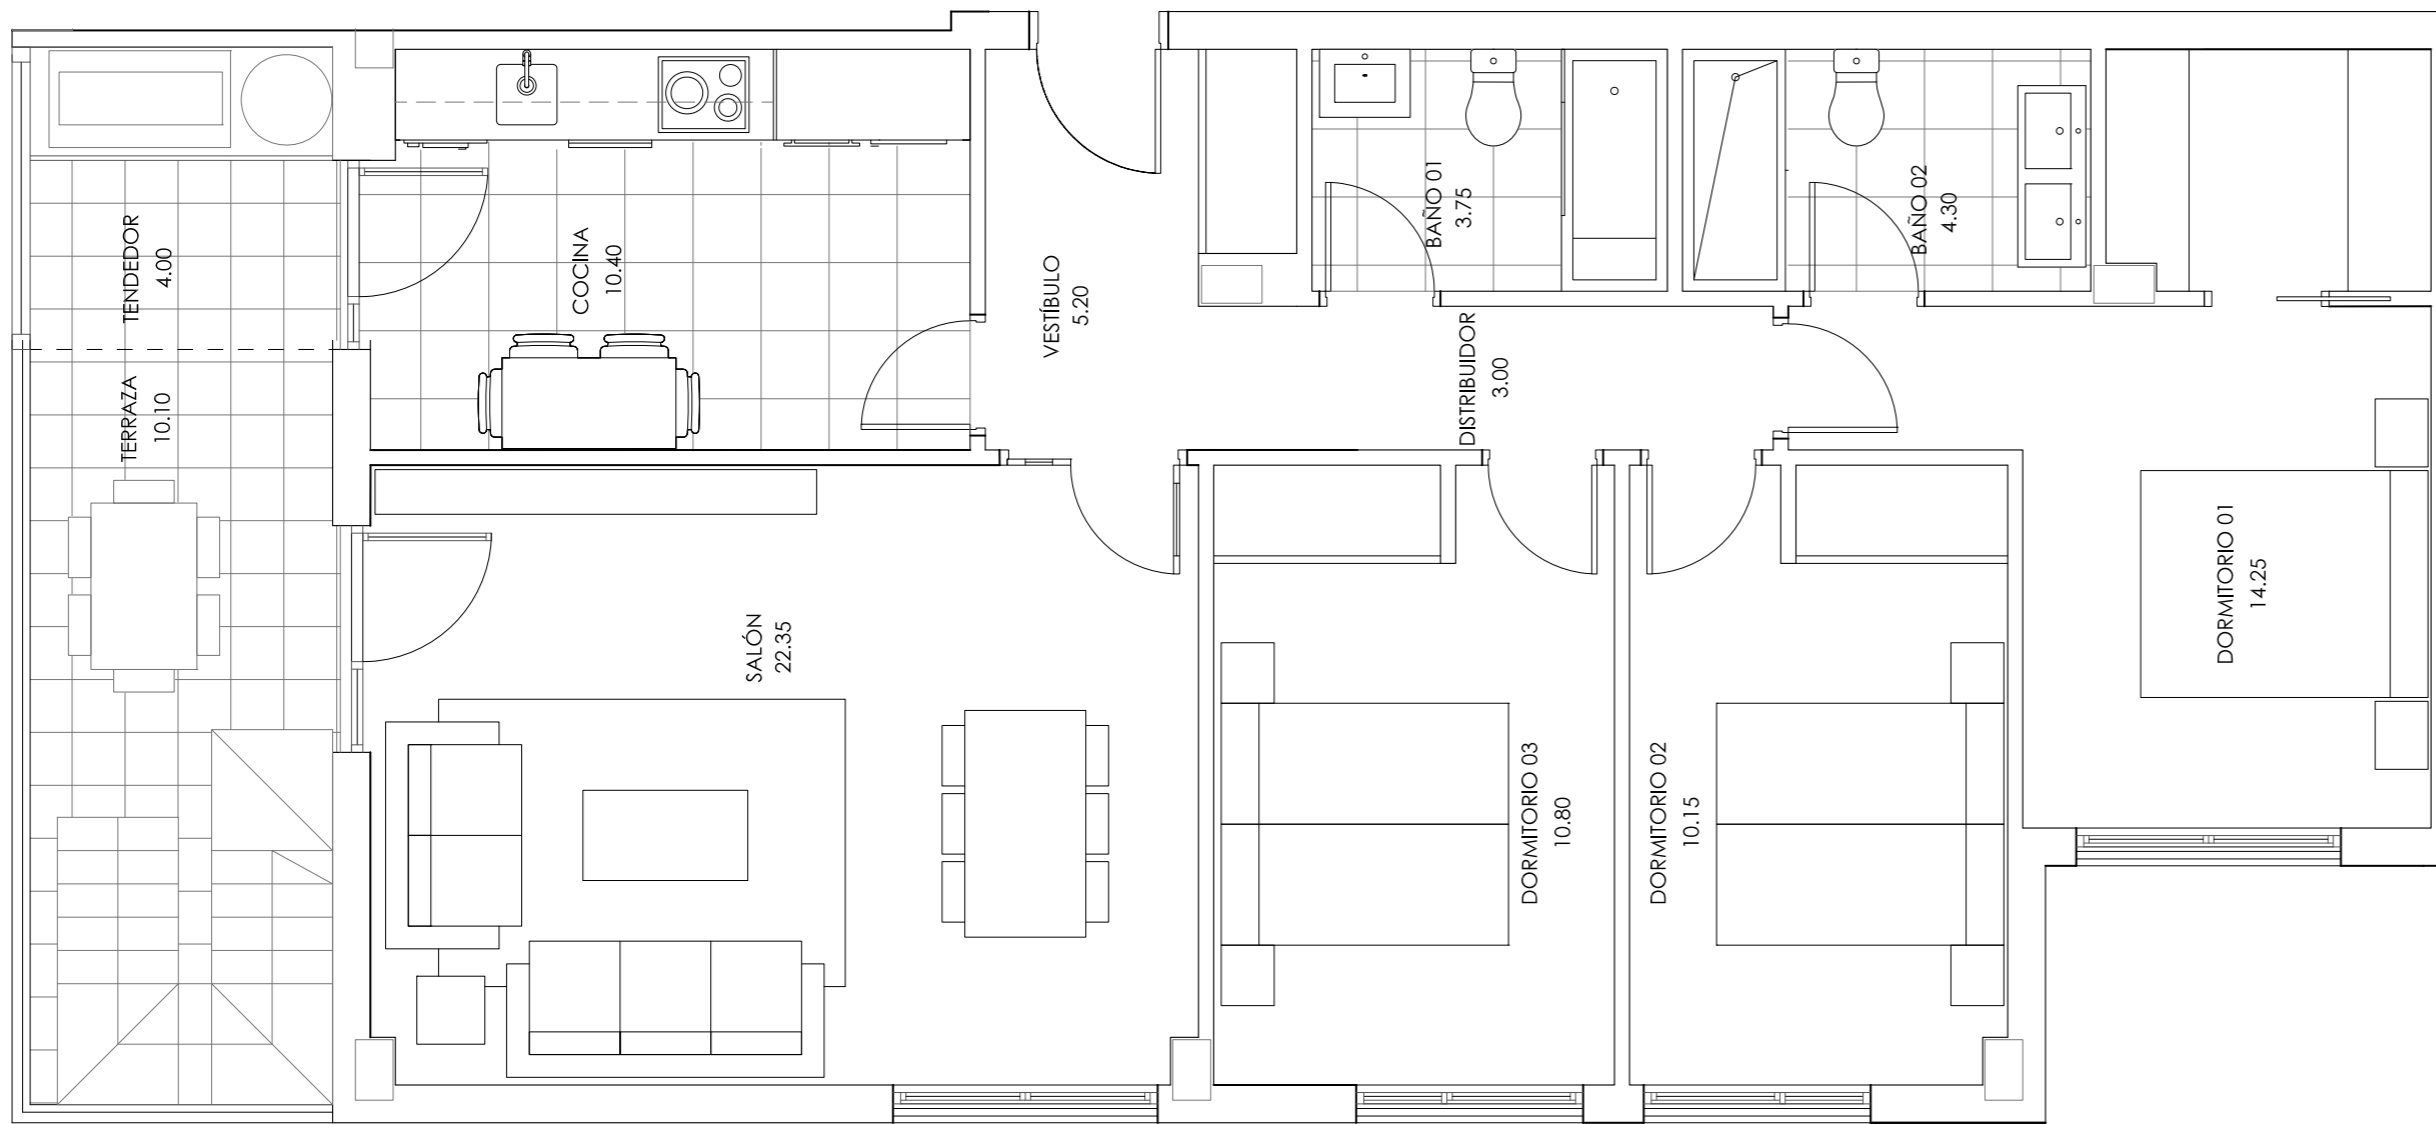 TENDEDOR
4.00
TERRAZA
10.10
COCINA
10.40
VESTÍBULO
5.20
BAÑO 01
3.75
BAÑO 02
4.30
DISTRIBUIDOR
3.00
SALÓN
22.35
DORMITORIO 03
10.80
DORMITORIO 02
10.15
DORMITORIO 01
14.25